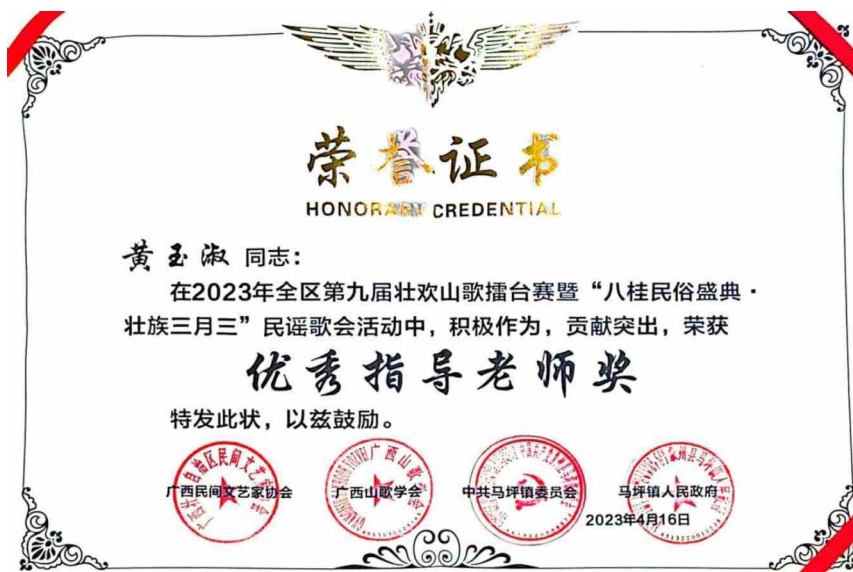 荣誉证书
HONORARY CREDENTIAL
黄玉淑 同志：
在2023年全区第九届壮欢山歌擂台赛暨“八桂民俗盛典·
壮族三月三”民谣歌会活动中，积极作为，贡献突出，荣获
优秀指导老师奖
特发此状，以兹鼓励。
广西民间文艺家协会 广西山歌学会 中共马坪镇委员会 马坪镇人民政府
2023年4月16日